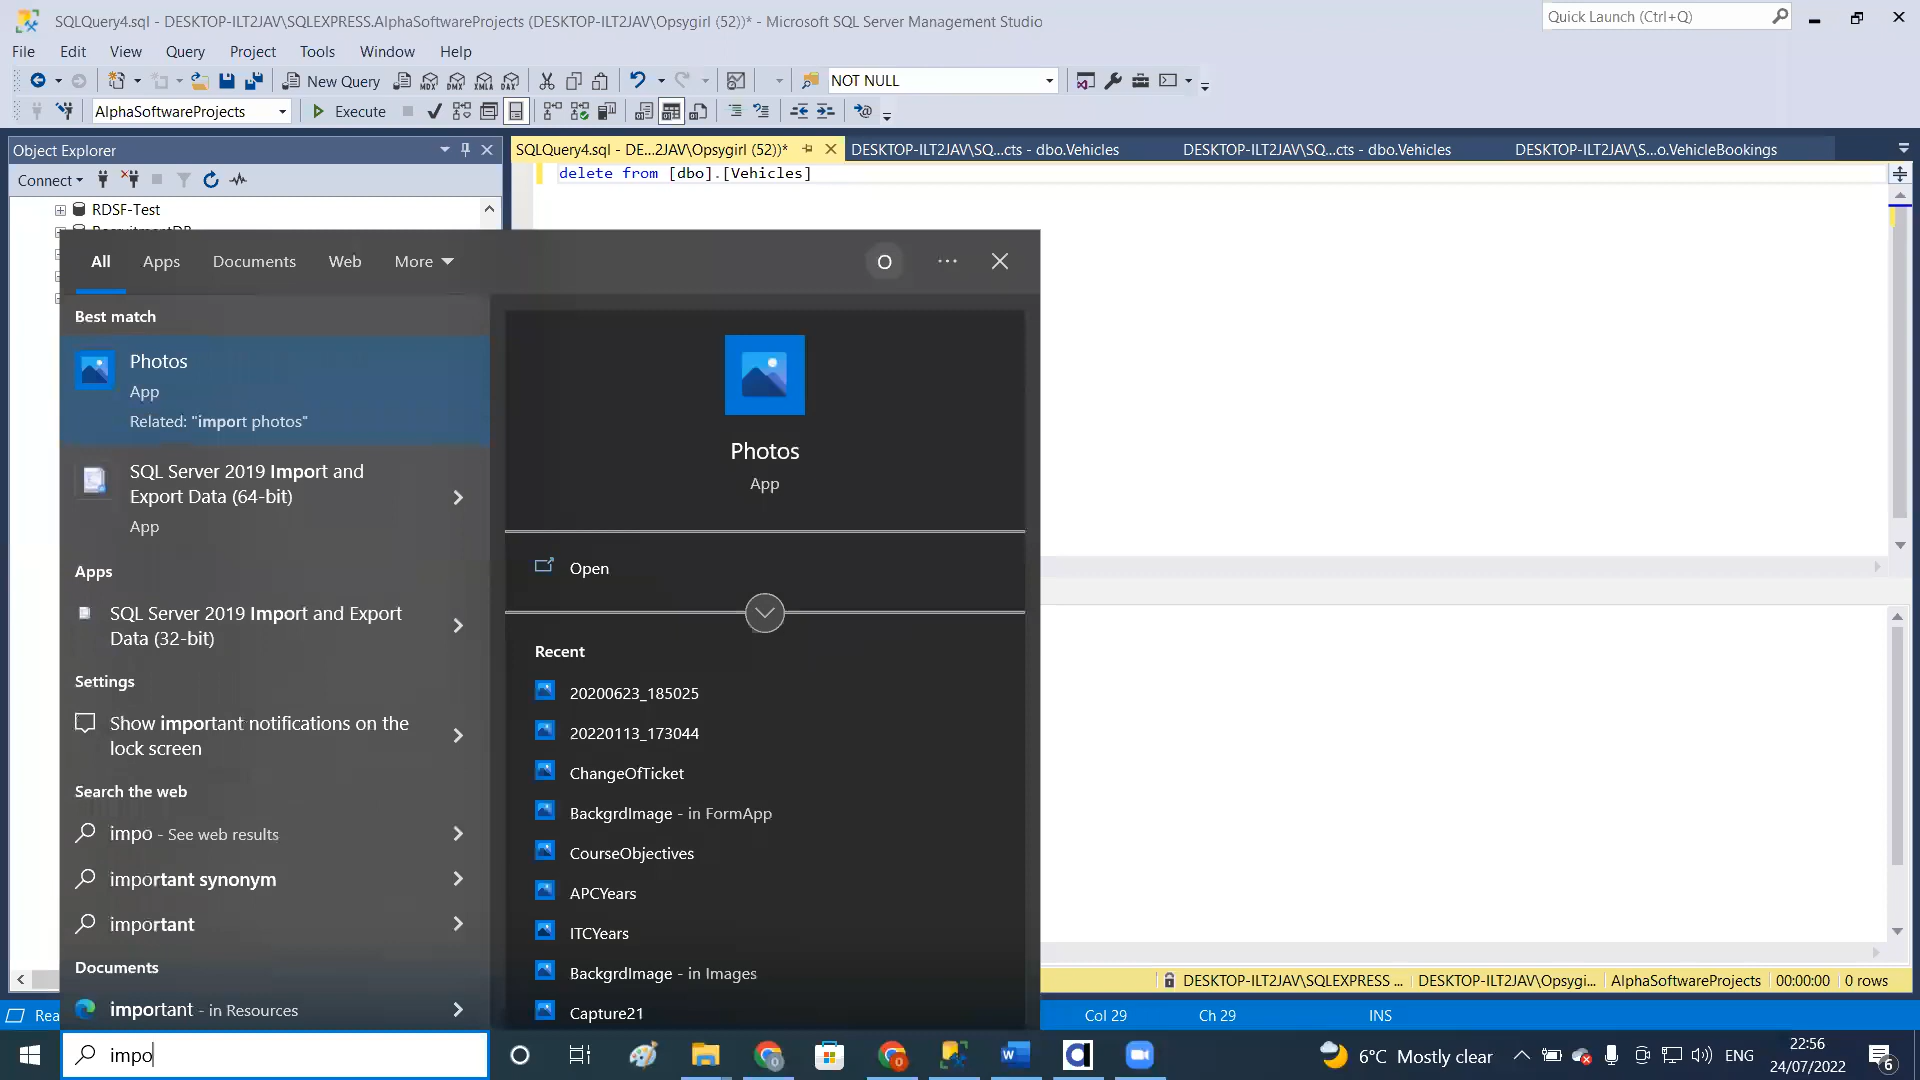 SQLQuery4.sql - DESKTOP-ILT2JAV\SQLEXPRESS.AlphaSoftwareProjects (DESKTOP-ILT2JAV\Opsygirl (52))* - Microsoft SQL Server Management Studio
Quick Launch (Ctrl+Q)
File Edit View Query Project Tools Window Help
New Query
MDX DMX XMLA DAX
NOT NULL
AlphaSoftwareProjects
Execute
Object Explorer
SQLQuery4.sql - DE...2JAV\Opsygirl (52))*
DESKTOP-ILT2JAV\SQ...cts - dbo.Vehicles
DESKTOP-ILT2JAV\SQ...cts - dbo.Vehicles
DESKTOP-ILT2JAV\S...o.VehicleBookings
Connect
delete from [dbo].[Vehicles]
RDSF-Test
RecruitmentDB
All Apps Documents Web More
O
Best match
Photos
App
Related: "import photos"
SQL Server 2019 Import and
Export Data (64-bit)
App
Apps
SQL Server 2019 Import and Export
Data (32-bit)
Settings
Show important notifications on the
lock screen
Search the web
impo - See web results
important synonym
important
Documents
important - in Resources
Photos
App
Open
Recent
20200623_185025
20220113_173044
ChangeOfTicket
BackgrdImage - in FormApp
CourseObjectives
APCYears
ITCYears
BackgrdImage - in Images
Capture21
DESKTOP-ILT2JAV\SQLEXPRESS ...
DESKTOP-ILT2JAV\Opsygi...
AlphaSoftwareProjects
00:00:00
0 rows
Rea
Col 29
Ch 29
INS
impo
6°C Mostly clear
ENG
22:56
24/07/2022
6